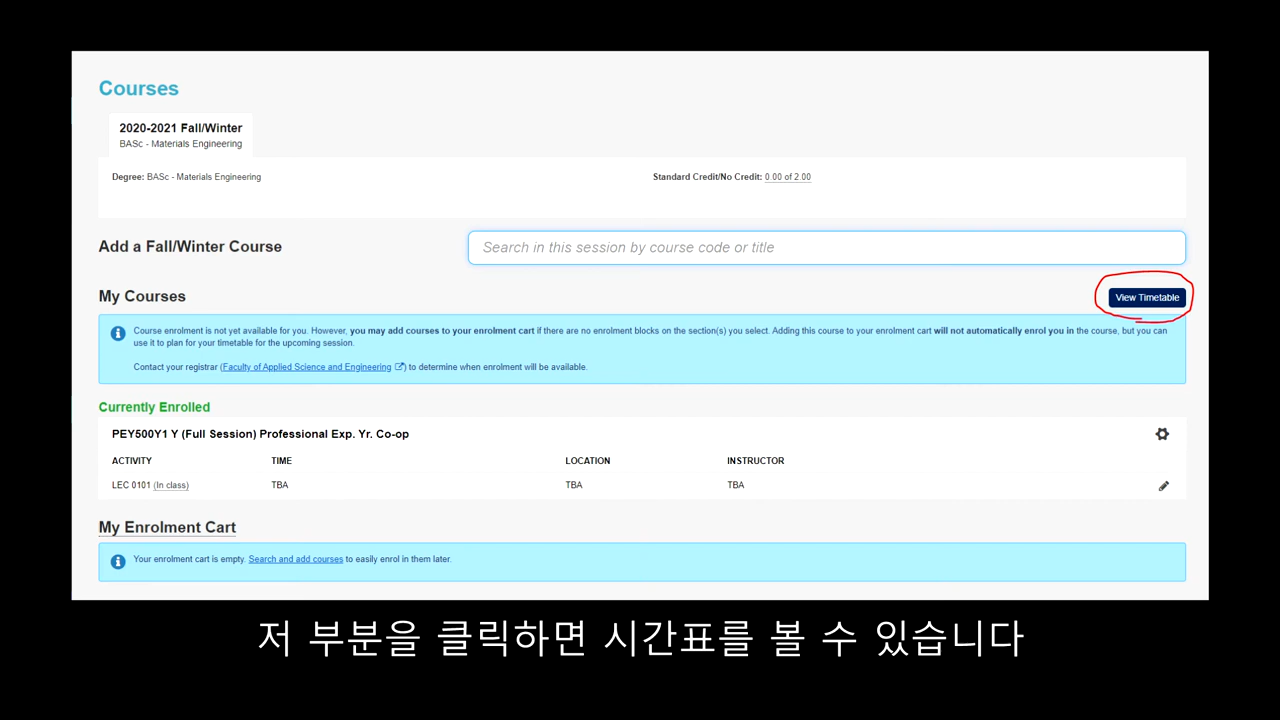 Courses
2020-2021 Fall/Winter
BASc - Materials Engineering
Degree: BASc - Materials Engineering
Standard Credit/No Credit: 0.00 of 2.00
Add a Fall/Winter Course
Search in this session by course code or title
My Courses
View Timetable
Course enrolment is not yet available for you. However, you may add courses to your enrolment cart if there are no enrolment blocks on the section(s) you select. Adding this course to your enrolment cart will not automatically enrol you in the course, but you can
use it to plan for your timetable for the upcoming session.
Contact your registrar (Faculty of Applied Science and Engineering ) to determine when enrolment will be available.
Currently Enrolled
PEY500Y1 Y (Full Session) Professional Exp. Yr. Co-op
ACTIVITY TIME LOCATION INSTRUCTOR
LEC 0101 (In class) TBA TBA TBA
My Enrolment Cart
Your enrolment cart is empty. Search and add courses to easily enrol in them later.
저 부분을 클릭하면 시간표를 볼 수 있습니다